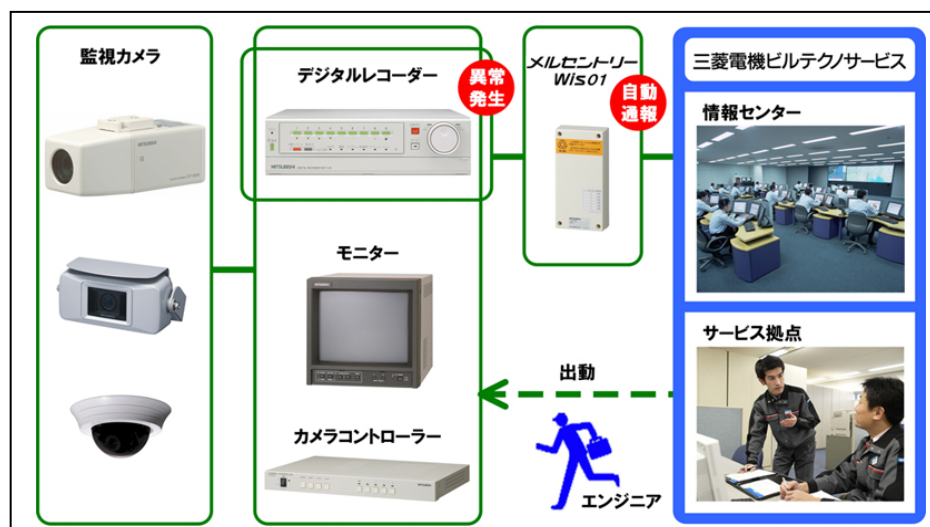 監視カメラ
デジタルレコーダー
異常
発生
メルセントリー
Wis01
自動
通報
三菱電機ビルテクノサービス
情報センター
MITSUBISHI
モニター
サービス拠点
出動
カメラコントローラー
エンジニア